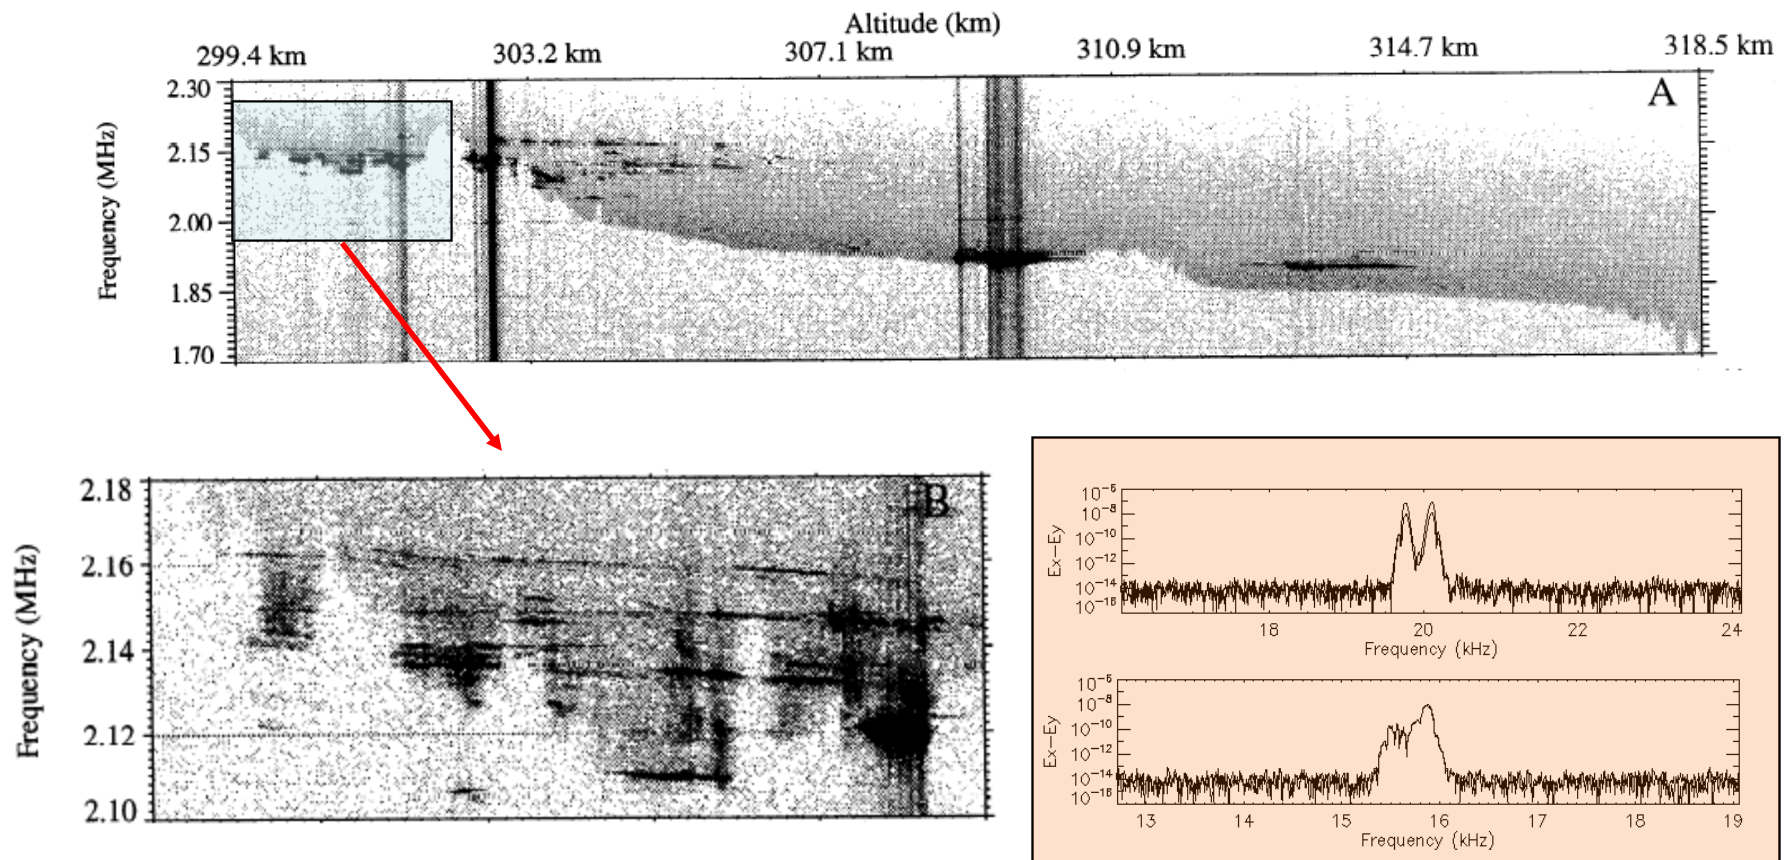 Altitude (km)
299.4 km 303.2 km 307.1 km 310.9 km 314.7 km 318.5 km
A
Frequency (MHz)
2.30
2.15
2.00
1.85
1.70
B
Frequency (MHz)
2.18
2.16
2.14
2.12
2.10
Ex-Ey
10⁻⁶
10⁻⁸
10⁻¹⁰
10⁻¹²
10⁻¹⁴
10⁻¹⁶
18 20 22 24
Frequency (kHz)
Ex-Ey
10⁻⁶
10⁻⁸
10⁻¹⁰
10⁻¹²
10⁻¹⁴
10⁻¹⁶
13 14 15 16 17 18 19
Frequency (kHz)